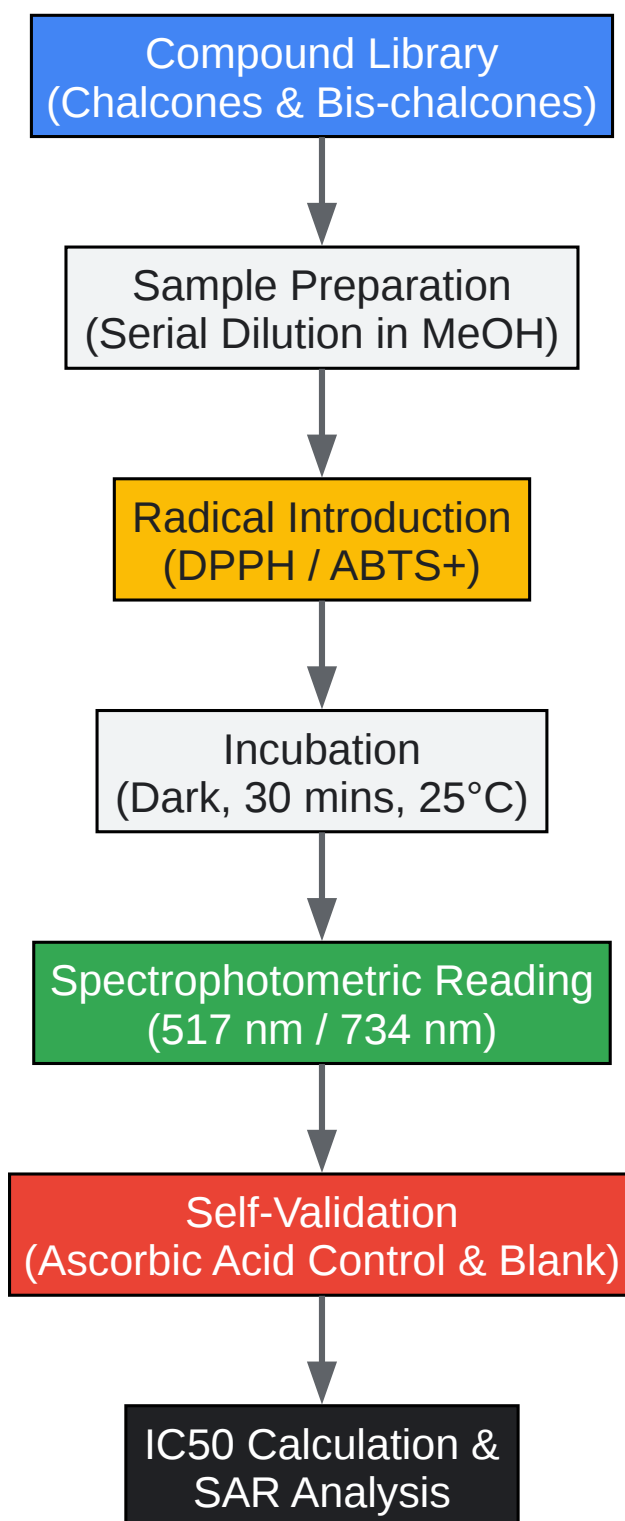 Compound Library
(Chalcones & Bis-chalcones)
Sample Preparation
(Serial Dilution in MeOH)
Radical Introduction
(DPPH / ABTS+)
Incubation
(Dark, 30 mins, 25°C)
Spectrophotometric Reading
(517 nm / 734 nm)
Self-Validation
(Ascorbic Acid Control & Blank)
IC50 Calculation &
SAR Analysis